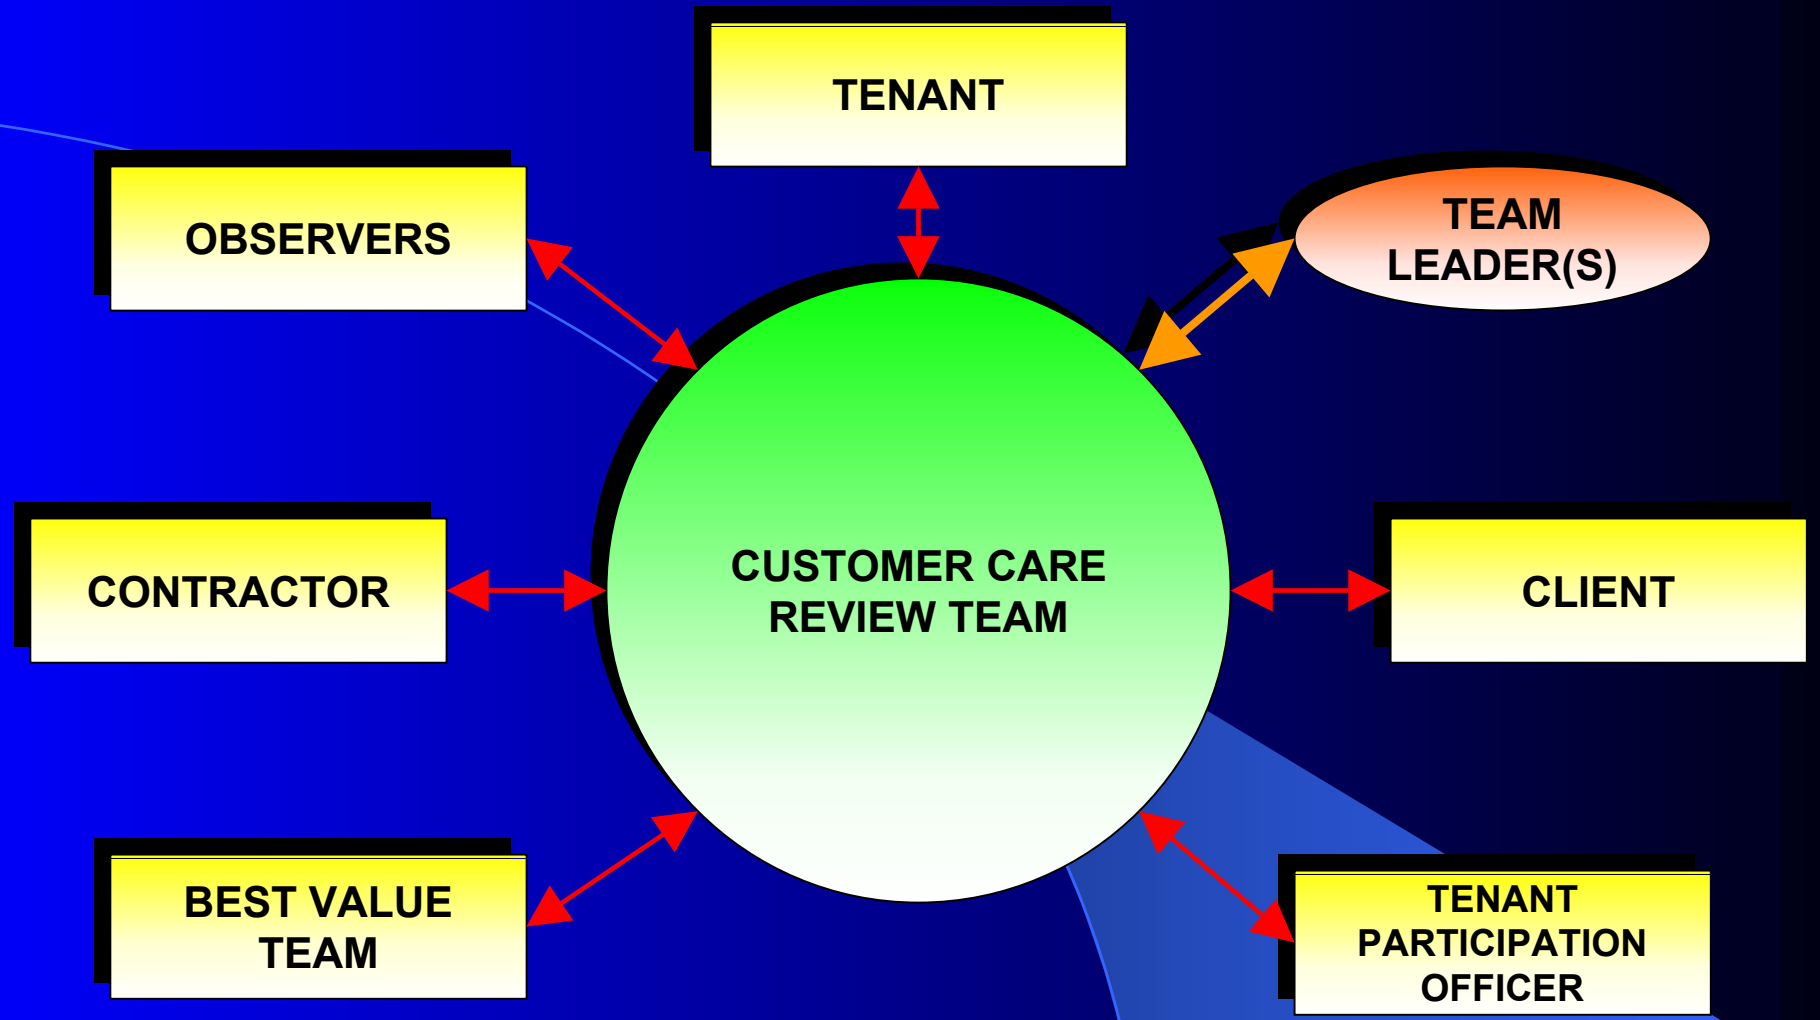 TENANT
OBSERVERS
TEAM
LEADER(S)
CONTRACTOR
CUSTOMER CARE
REVIEW TEAM
CLIENT
BEST VALUE
TEAM
TENANT
PARTICIPATION
OFFICER